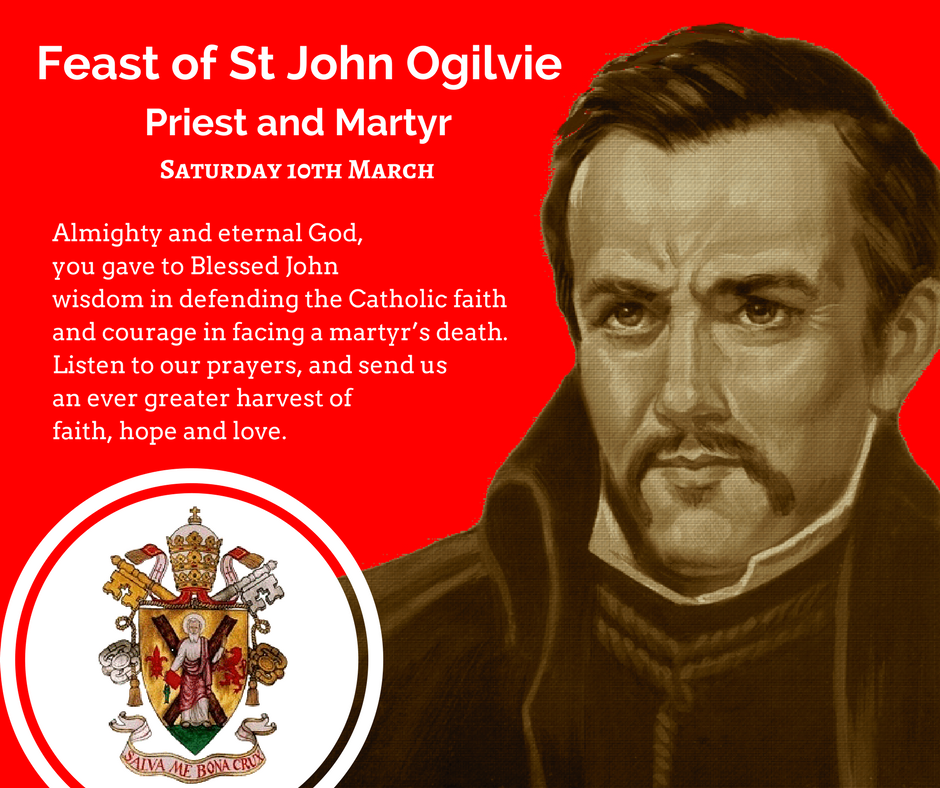 Feast of St John Ogilvie
Priest and Martyr
Saturday 10th March
Almighty and eternal God,
you gave to Blessed John
wisdom in defending the Catholic faith
and courage in facing a martyr’s death.
Listen to our prayers, and send us
an ever greater harvest of
faith, hope and love.
SALVA ME BONA CRUX